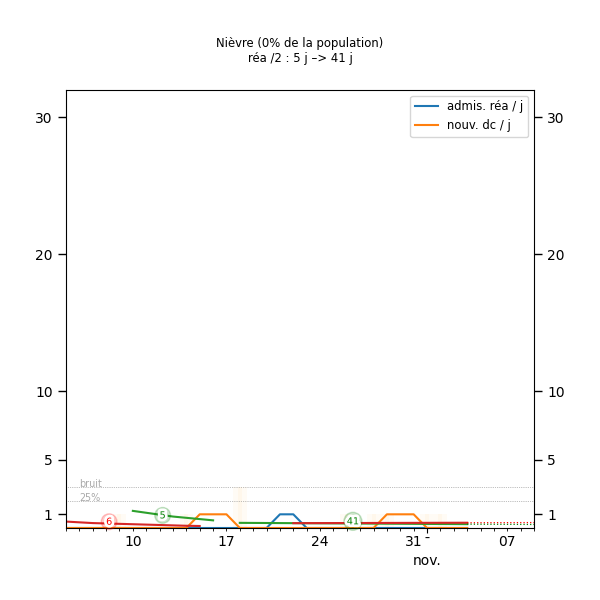 Nièvre (0% de la population)
réa /2 : 5 j –> 41 j
admis. réa / j
nouv. dc / j
30 30
20 20
10 10
5 5
bruit
25%
1 1
6 5 41
10 17 24 31 - 07
nov.